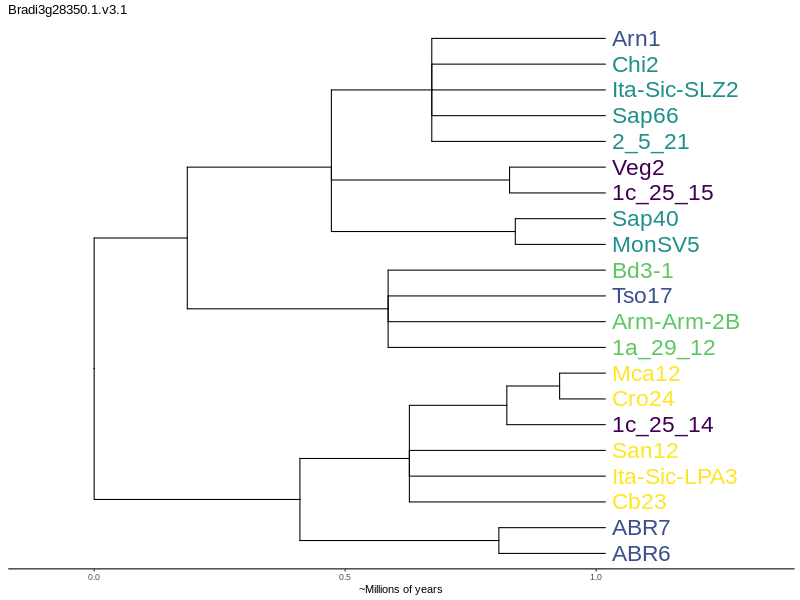 Bradi3g28350.1.v3.1
Arn1
Chi2
Ita-Sic-SLZ2
Sap66
2_5_21
Veg2
1c_25_15
Sap40
MonSV5
Bd3-1
Tso17
Arm-Arm-2B
1a_29_12
Mca12
Cro24
1c_25_14
San12
Ita-Sic-LPA3
Cb23
ABR7
ABR6
0.0 0.5 1.0
~Millions of years